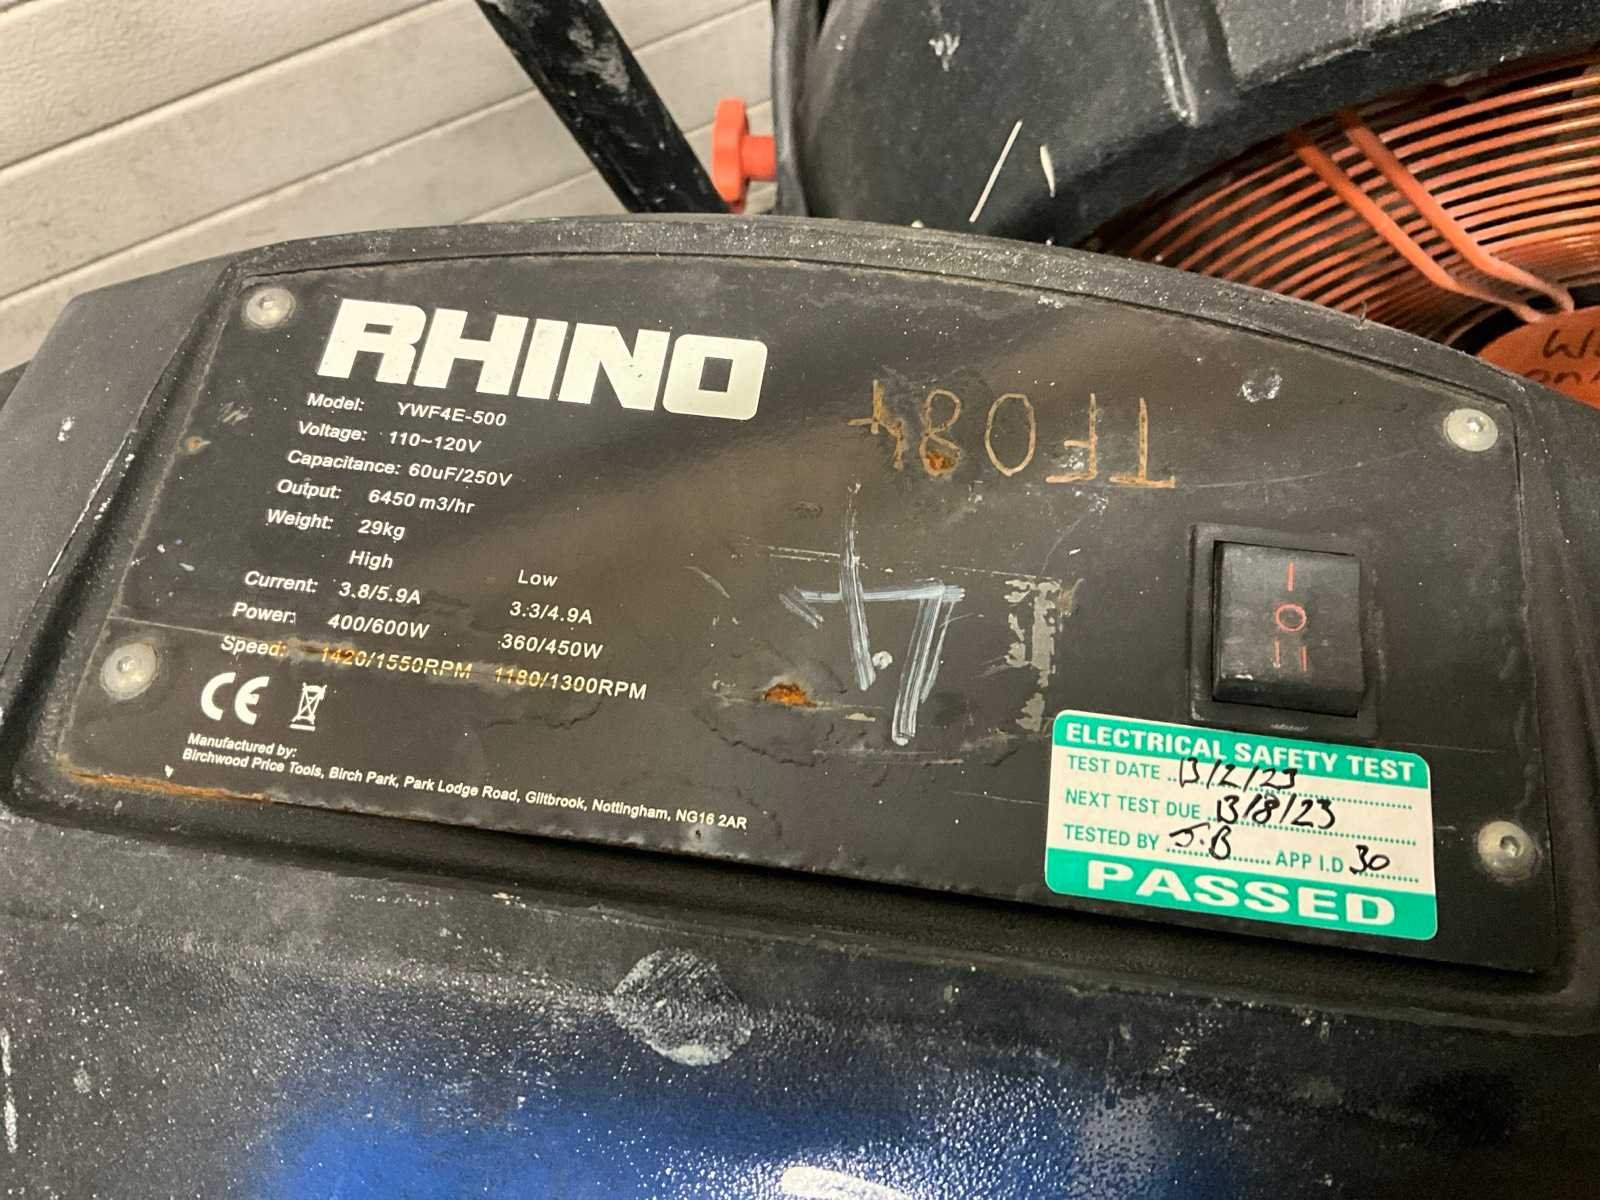 RHINO
Model: YWF4E-500
Voltage: 110~120V
Capacitance: 60uF/250V
Output: 6450 m3/hr
Weight: 29kg
High Low
Current: 3.8/5.9A 3.3/4.9A
Power: 400/600W 360/450W
Speed: 1420/1550RPM 1180/1300RPM
CE
Manufactured by:
Birchwood Price Tools, Birch Park, Park Lodge Road, Giltbrook, Nottingham, NG16 2AR
I
O
II
ELECTRICAL SAFETY TEST
TEST DATE 13/2/23
NEXT TEST DUE 13/8/23
TESTED BY J.B APP I.D 30
PASSED